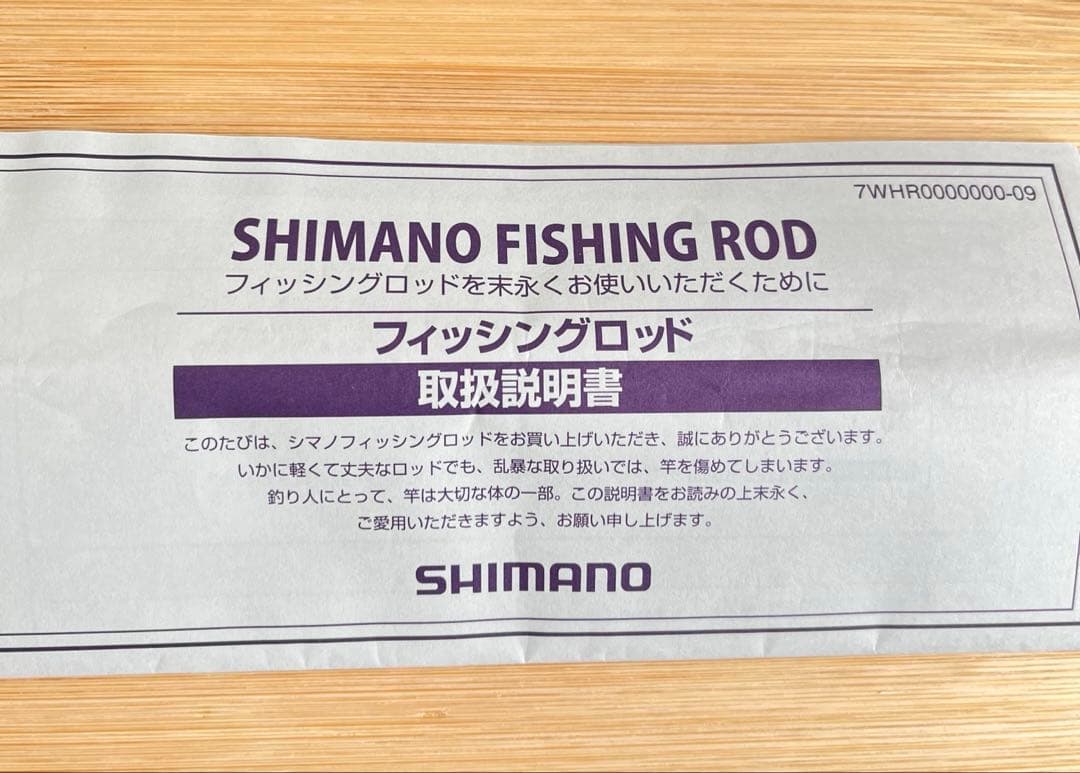 7WHR0000000-09
SHIMANO FISHING ROD
フィッシングロッドを末永くお使いいただくために
フィッシングロッド
取扱説明書
このたびは、シマノフィッシングロッドをお買い上げいただき、誠にありがとうございます。
いかに軽くて丈夫なロッドでも、乱暴な取り扱いでは、竿を傷めてしまいます。
釣り人にとって、竿は大切な体の一部。この説明書をお読みの上末永く、
ご愛用いただきますよう、お願い申し上げます。
SHIMANO